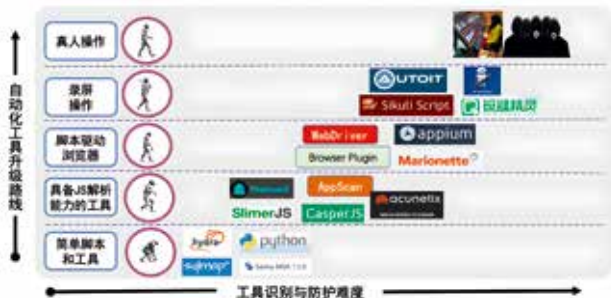 自动化工具升级路线
真人操作
录屏
操作
AUTOIT
Sikuli Script
按键精灵
脚本驱动
浏览器
WebDriver
appium
Browser Plugin
Marionette
具备JS解析
能力的工具
AppScan
acunetix
SlimerJS
CasperJS
简单脚本
和工具
hydra
python
sqlmap
工具识别与防护难度